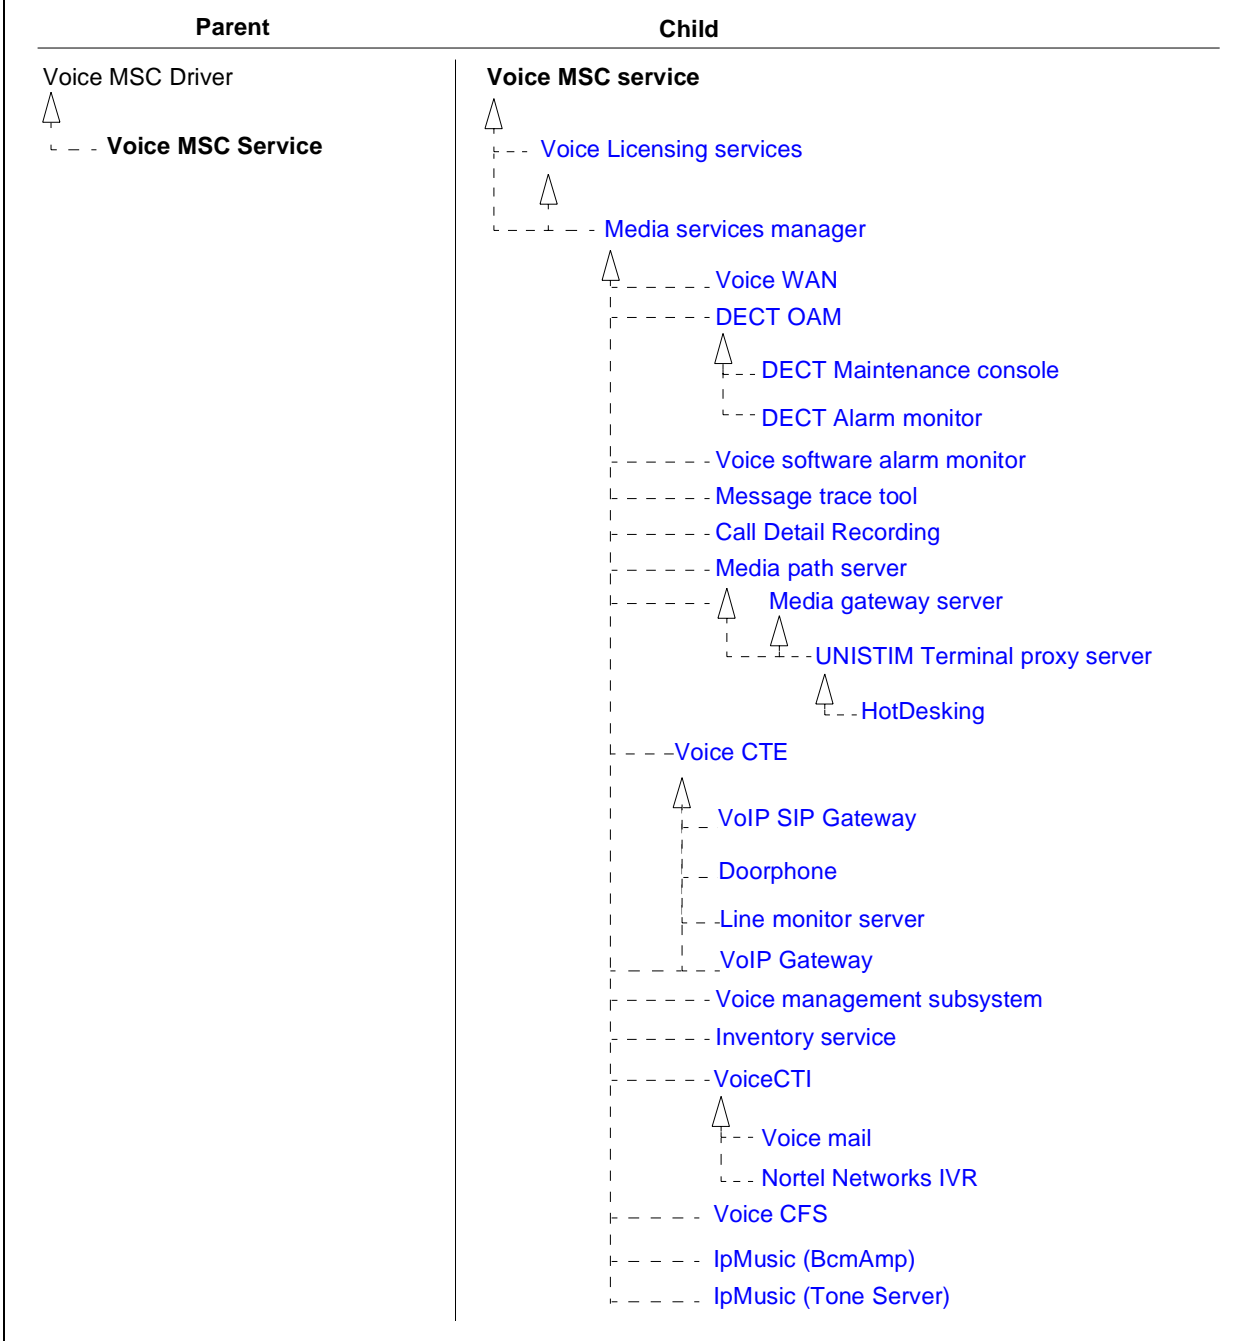 Parent
Child
Voice MSC Driver
Voice MSC service
Voice MSC Service
Voice Licensing services
Media services manager
Voice WAN
DECT OAM
DECT Maintenance console
DECT Alarm monitor
Voice software alarm monitor
Message trace tool
Call Detail Recording
Media path server
Media gateway server
UNISTIM Terminal proxy server
HotDesking
Voice CTE
VoIP SIP Gateway
Doorphone
Line monitor server
VoIP Gateway
Voice management subsystem
Inventory service
VoiceCTI
Voice mail
Nortel Networks IVR
Voice CFS
IpMusic (BcmAmp)
IpMusic (Tone Server)